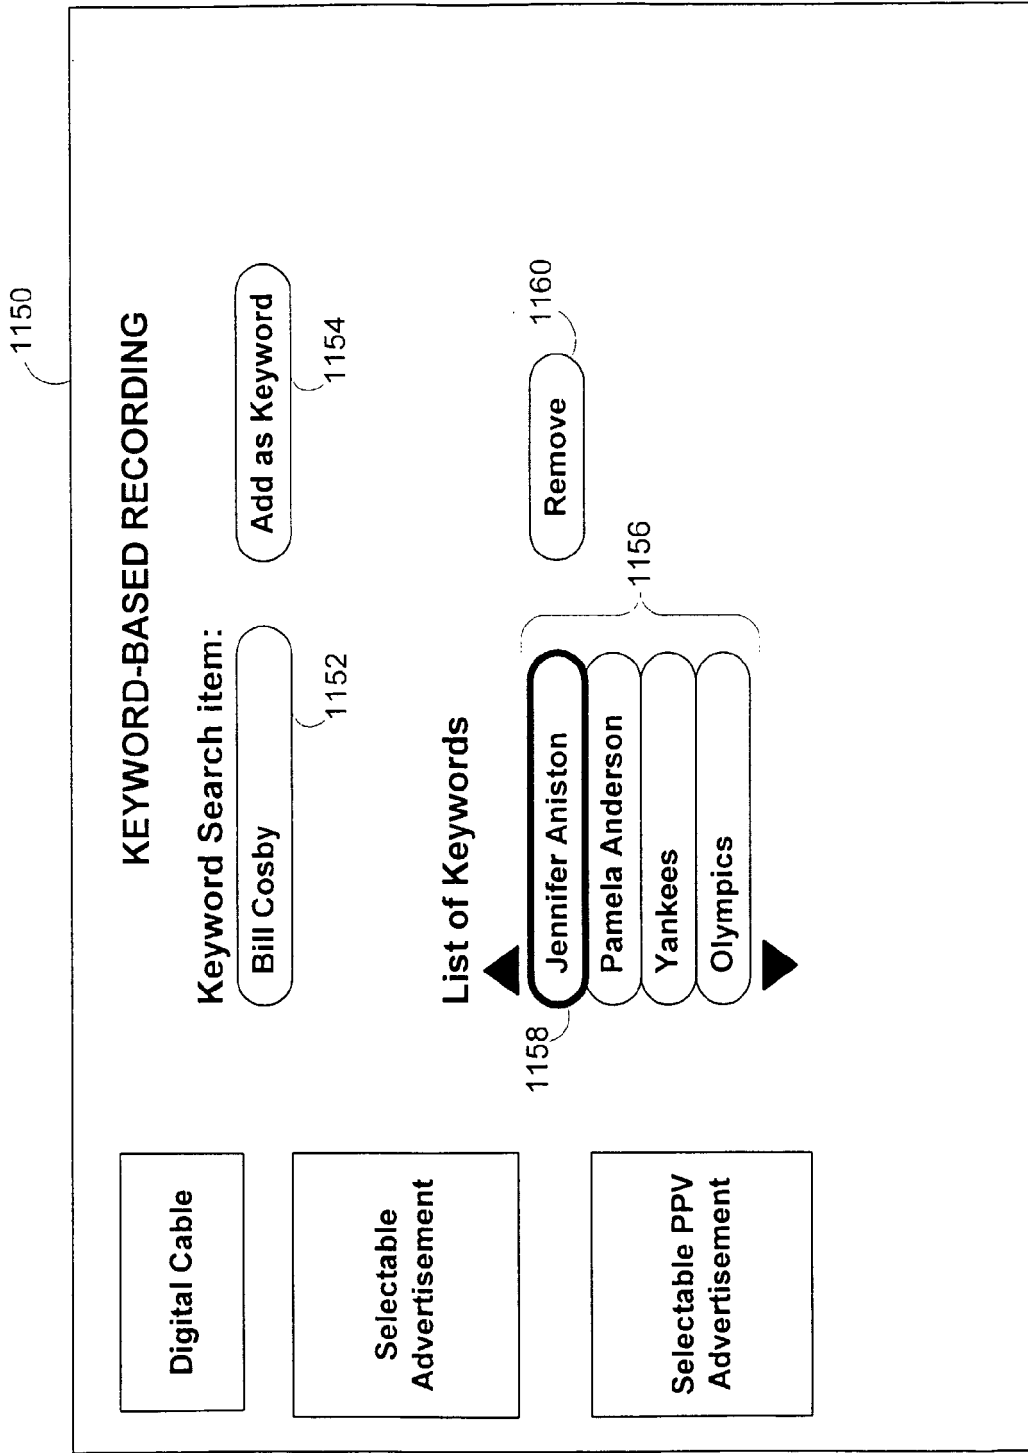 1150
KEYWORD-BASED RECORDING
Digital Cable
Keyword Search item:
Bill Cosby
Add as Keyword
1152
1154
Selectable
Advertisement
List of Keywords
1158
Jennifer Aniston
Pamela Anderson
Yankees
Olympics
1156
Remove
1160
Selectable PPV
Advertisement